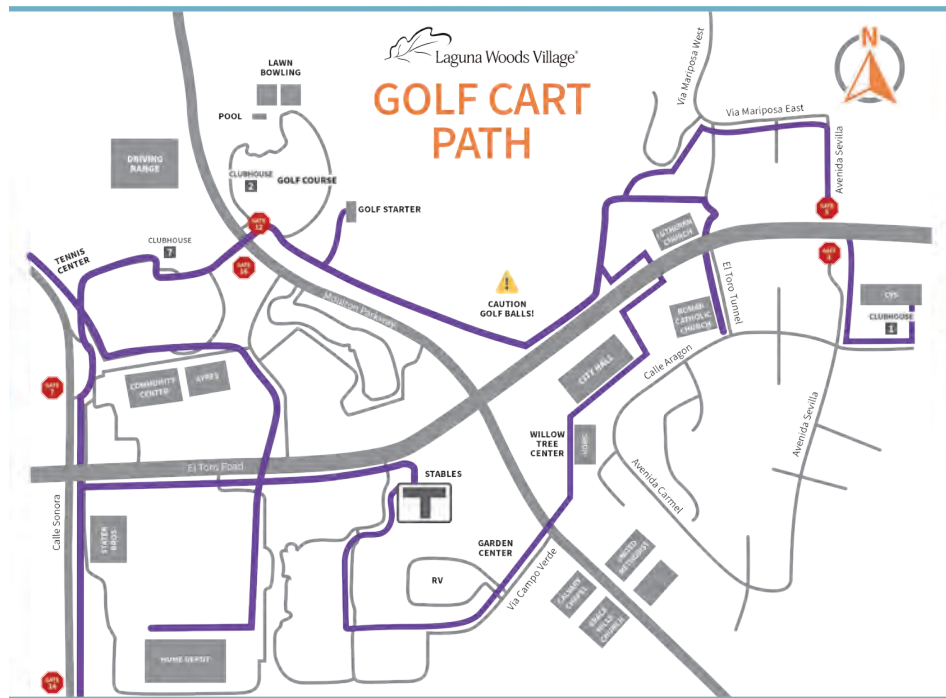 Laguna Woods Village®
GOLF CART
PATH
N
LAWN
BOWLING
POOL
DRIVING
RANGE
CLUBHOUSE
2
GOLF COURSE
GOLF STARTER
GATE
12
CLUBHOUSE
7
GATE
16
TENNIS
CENTER
Moulton Parkway
CAUTION
GOLF BALLS!
Via Mariposa West
Via Mariposa East
Avenida Sevilla
GATE
5
GATE
4
LUTHERAN
CHURCH
El Toro Tunnel
ROMAN
CATHOLIC
CHURCH
CVS
CLUBHOUSE
1
CITY HALL
Calle Aragon
COMMUNITY
CENTER
AYRES
GATE
7
WILLOW
TREE
CENTER
El Toro Road
STABLES
T
Avenida Carmel
Avenida Sevilla
Calle Sonora
STATER
BROS.
GARDEN
CENTER
RV
Via Campo Verde
UNITED
METHODIST
CALVARY
CHAPEL
GRACE
HILLS
CHURCH
HOME DEPOT
GATE
14